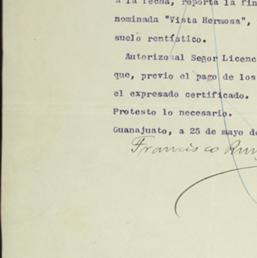 a la fecha, reporta la fin
nominada "Vista Hermosa",
suelo rentístico.
Autorizo al Señor Licenc
que, previo el pago de los
el expresado certificado.
Protesto lo necesario.
Guanajuato, a 25 de mayo de
Francisco